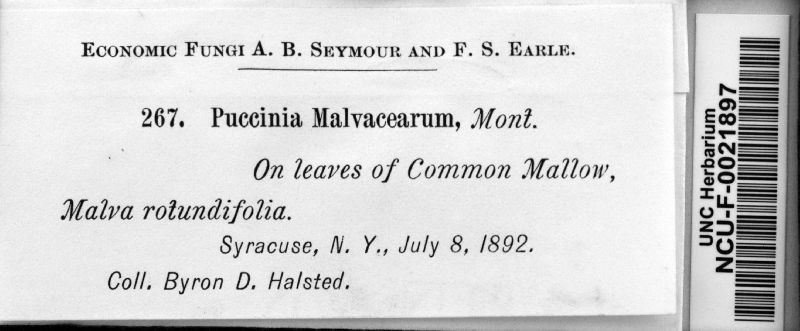 Economic Fungi A. B. Seymour and F. S. Earle.
267. Puccinia Malvacearum, Mont.
On leaves of Common Mallow,
Malva rotundifolia.
Syracuse, N. Y., July 8, 1892.
Coll. Byron D. Halsted.
UNC Herbarium
NCU-F-0021897